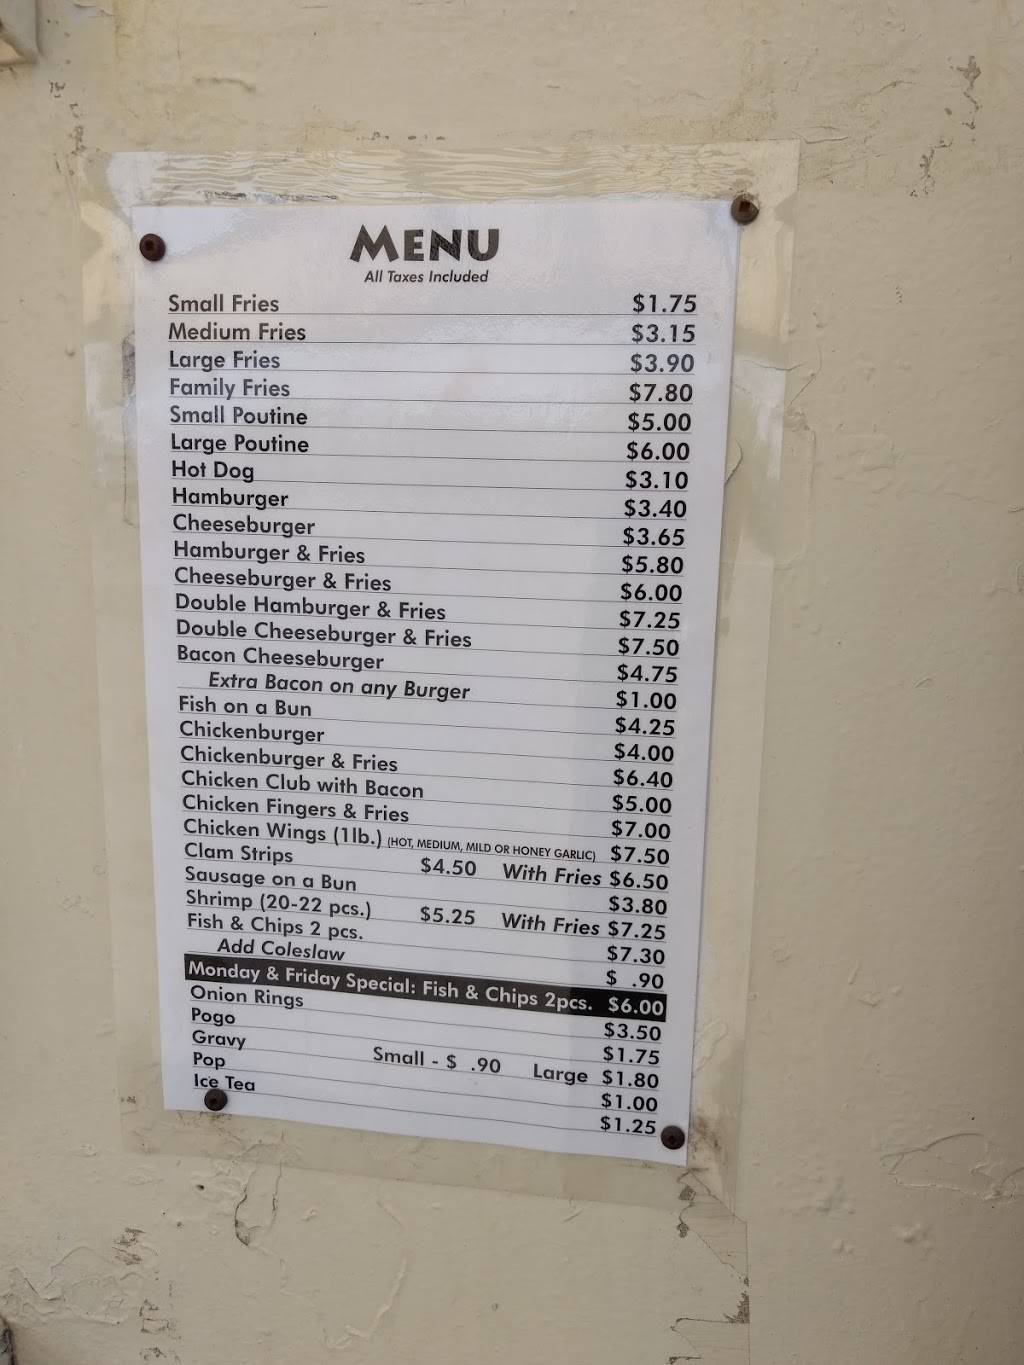 MENU
All Taxes Included
Small Fries $1.75
Medium Fries $3.15
Large Fries $3.90
Family Fries $7.80
Small Poutine $5.00
Large Poutine $6.00
Hot Dog $3.10
Hamburger $3.40
Cheeseburger $3.65
Hamburger & Fries $5.80
Cheeseburger & Fries $6.00
Double Hamburger & Fries $7.25
Double Cheeseburger & Fries $7.50
Bacon Cheeseburger $4.75
Extra Bacon on any Burger $1.00
Fish on a Bun $4.25
Chickenburger $4.00
Chickenburger & Fries $6.40
Chicken Club with Bacon $5.00
Chicken Fingers & Fries $7.00
Chicken Wings (1lb.) (HOT, MEDIUM, MILD OR HONEY GARLIC) $7.50
Clam Strips $4.50 With Fries $6.50
Sausage on a Bun $3.80
Shrimp (20-22 pcs.) $5.25 With Fries $7.25
Fish & Chips 2 pcs. $7.30
Add Coleslaw $ .90
Monday & Friday Special: Fish & Chips 2pcs. $6.00
Onion Rings $3.50
Pogo $1.75
Gravy Small - $ .90 Large $1.80
Pop $1.00
Ice Tea $1.25